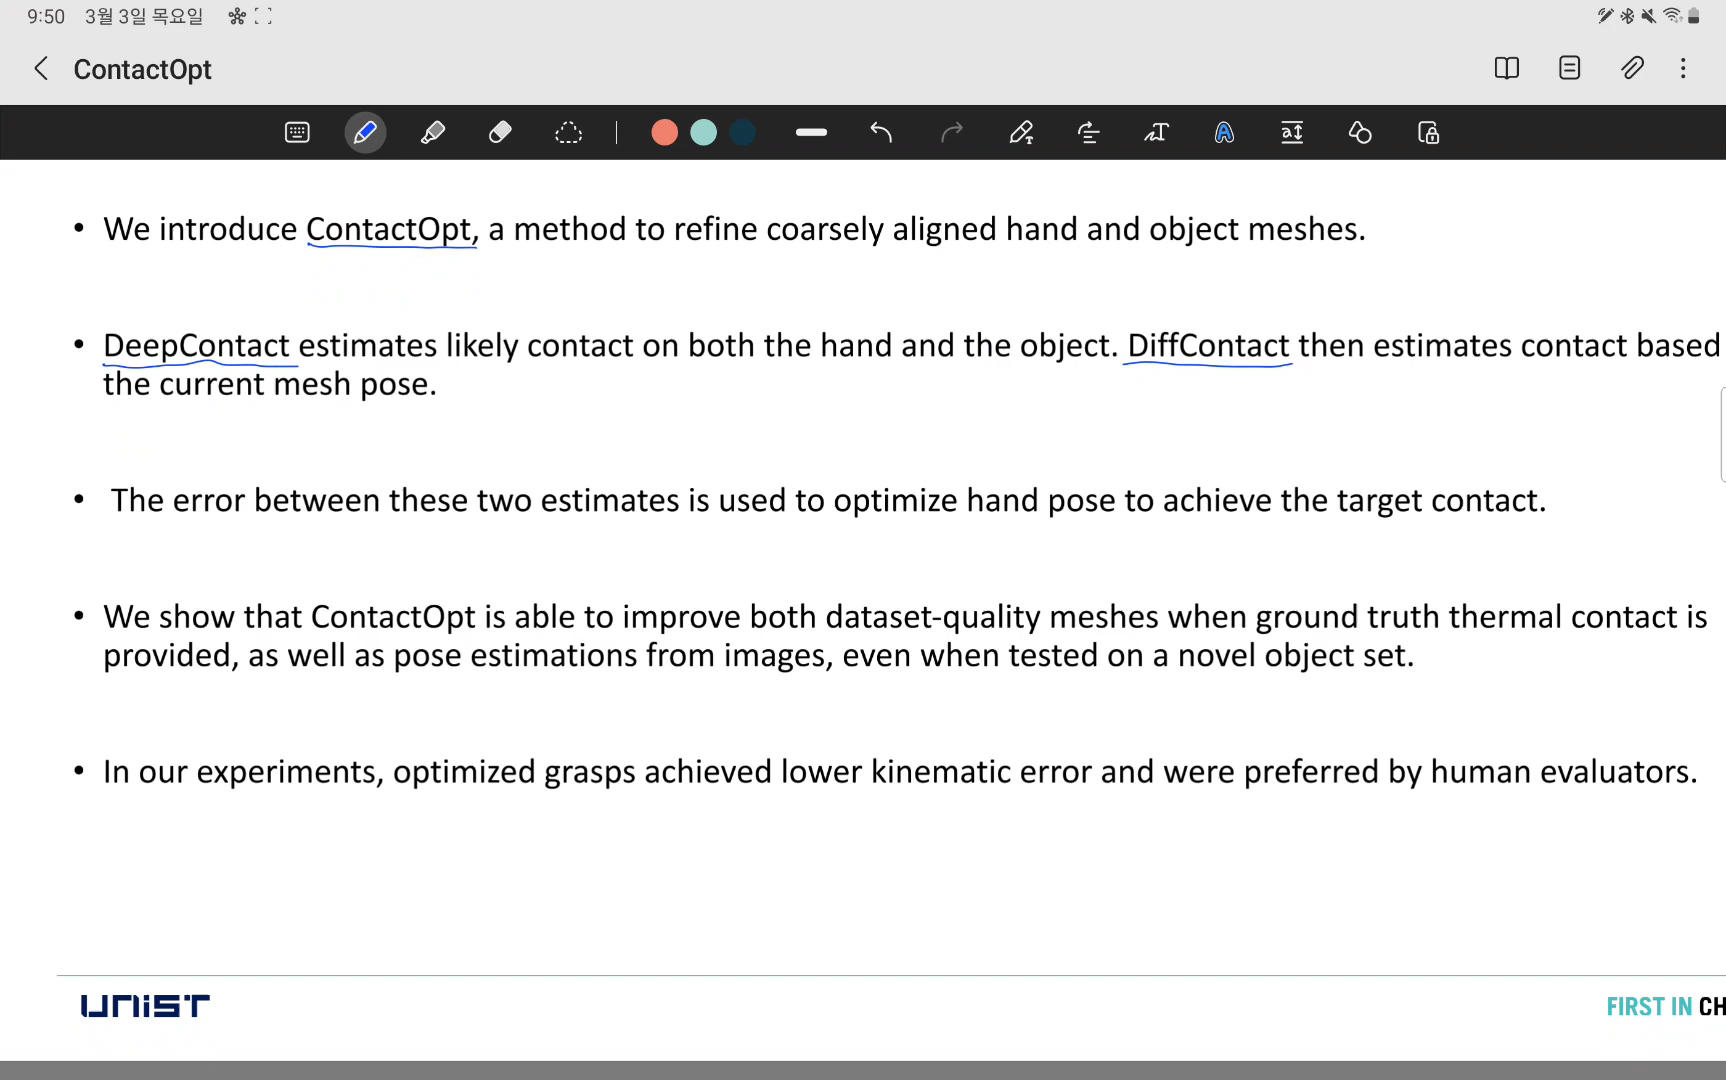 9:50 3월 3일 목요일
ContactOpt
• We introduce ContactOpt, a method to refine coarsely aligned hand and object meshes.
• DeepContact estimates likely contact on both the hand and the object. DiffContact then estimates contact based
the current mesh pose.
• The error between these two estimates is used to optimize hand pose to achieve the target contact.
• We show that ContactOpt is able to improve both dataset-quality meshes when ground truth thermal contact is
provided, as well as pose estimations from images, even when tested on a novel object set.
• In our experiments, optimized grasps achieved lower kinematic error and were preferred by human evaluators.
UNIST
FIRST IN CH